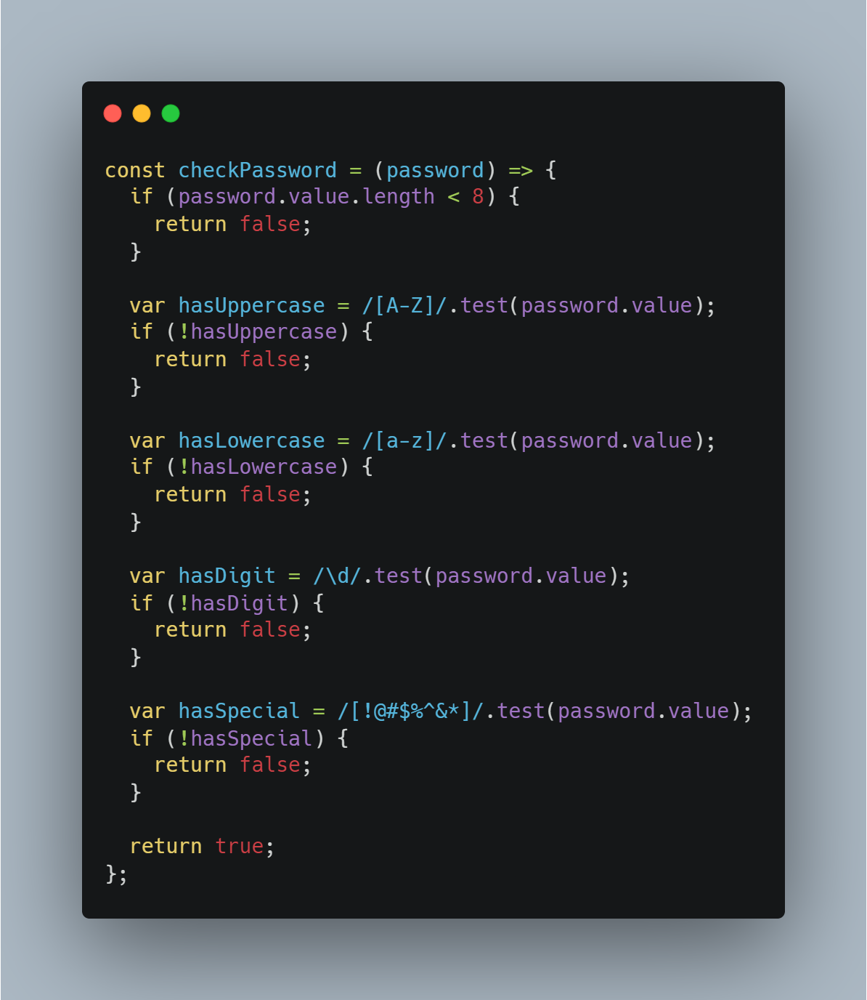 const checkPassword = (password) => {
  if (password.value.length < 8) {
    return false;
  }

  var hasUppercase = /[A-Z]/.test(password.value);
  if (!hasUppercase) {
    return false;
  }

  var hasLowercase = /[a-z]/.test(password.value);
  if (!hasLowercase) {
    return false;
  }

  var hasDigit = /\d/.test(password.value);
  if (!hasDigit) {
    return false;
  }

  var hasSpecial = /[!@#$%^&*]/.test(password.value);
  if (!hasSpecial) {
    return false;
  }

  return true;
};